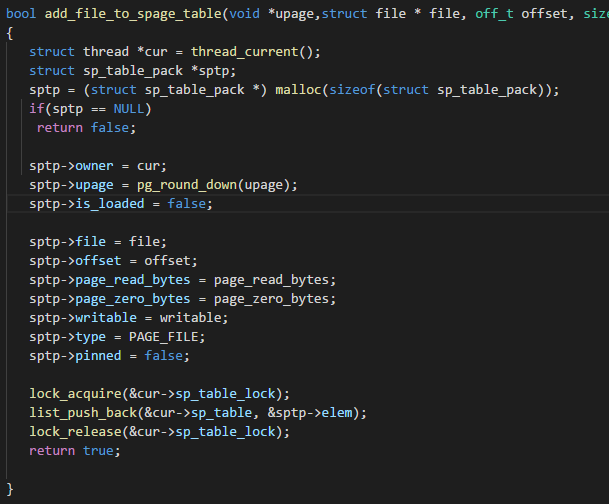 bool add_file_to_spage_table(void *upage,struct file * file, off_t offset, size
{
struct thread *cur = thread_current();
struct sp_table_pack *sptp;
sptp = (struct sp_table_pack *) malloc(sizeof(struct sp_table_pack));
if(sptp == NULL)
return false;
sptp->owner = cur;
sptp->upage = pg_round_down(upage);
sptp->is_loaded = false;
sptp->file = file;
sptp->offset = offset;
sptp->page_read_bytes = page_read_bytes;
sptp->page_zero_bytes = page_zero_bytes;
sptp->writable = writable;
sptp->type = PAGE_FILE;
sptp->pinned = false;
lock_acquire(&cur->sp_table_lock);
list_push_back(&cur->sp_table, &sptp->elem);
lock_release(&cur->sp_table_lock);
return true;
}